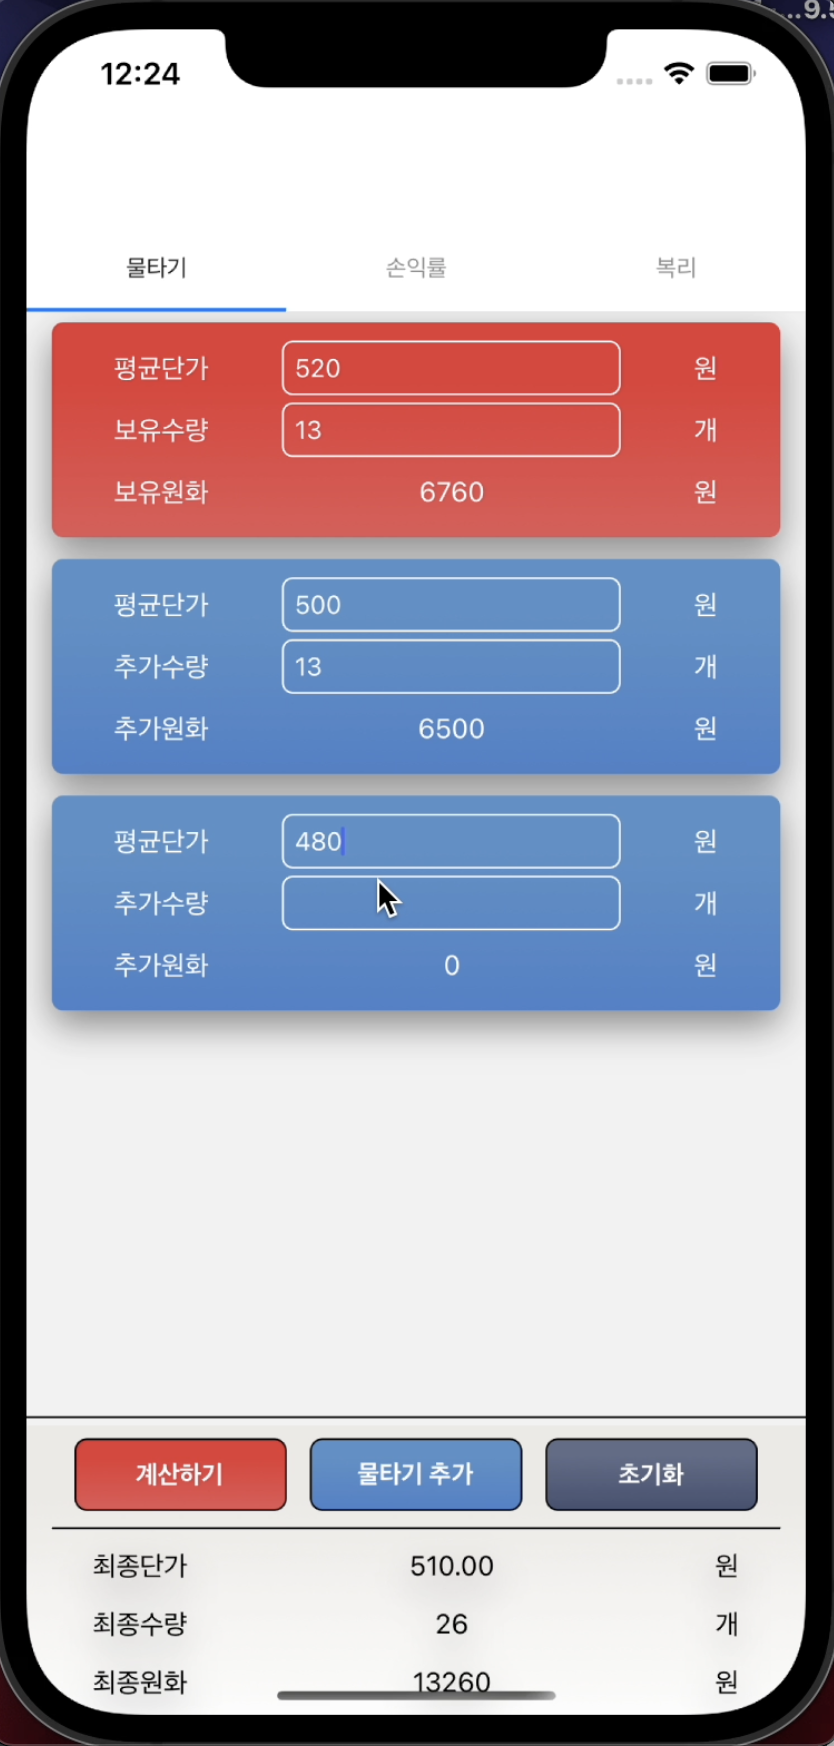 ...9.5
12:24
물타기 손익률 복리
평균단가 520 원
보유수량 13 개
보유원화 6760 원
평균단가 500 원
추가수량 13 개
추가원화 6500 원
평균단가 480 원
추가수량 개
추가원화 0 원
계산하기 물타기 추가 초기화
최종단가 510.00 원
최종수량 26 개
최종원화 13260 원